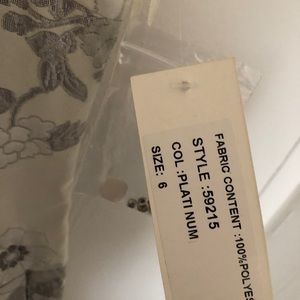 FABRIC CONTENT :100%POLYES
STYLE :59215
COL :PLATI NUM
SIZE: 6